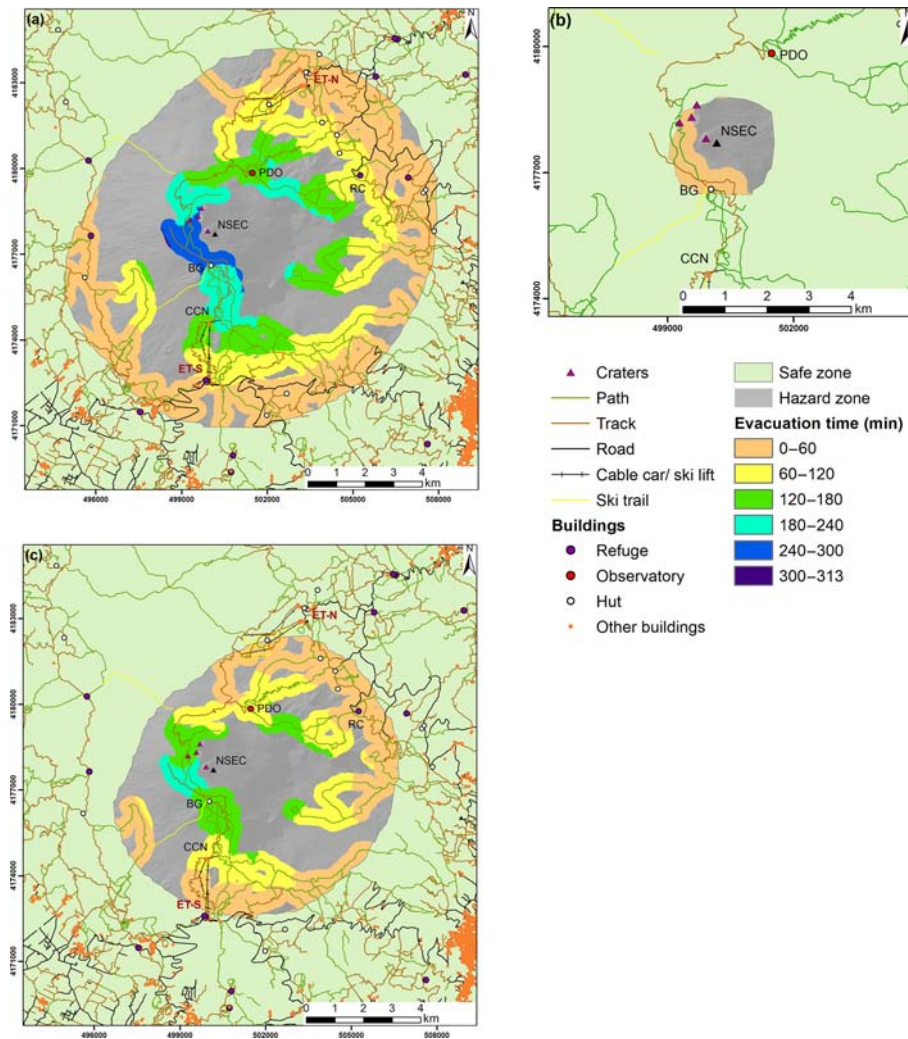 (a)
N
ET-N
PDO
RC
NSEC
BG
CCN
ET-S
0 1 2 3 4
km
4183000
4180000
4177000
4174000
4171000
496000 499000 502000 505000 508000
(b)
PDO
NSEC
BG
CCN
0 1 2 3 4
km
4180000
4177000
4174000
499000 502000
Craters
Path
Track
Road
Cable car/ ski lift
Ski trail
Buildings
Refuge
Observatory
Hut
Other buildings
Safe zone
Hazard zone
Evacuation time (min)
0–60
60–120
120–180
180–240
240–300
300–313
(c)
N
ET-N
PDO
RC
NSEC
BG
CCN
ET-S
0 1 2 3 4
km
4183000
4180000
4177000
4174000
4171000
496000 499000 502000 505000 508000